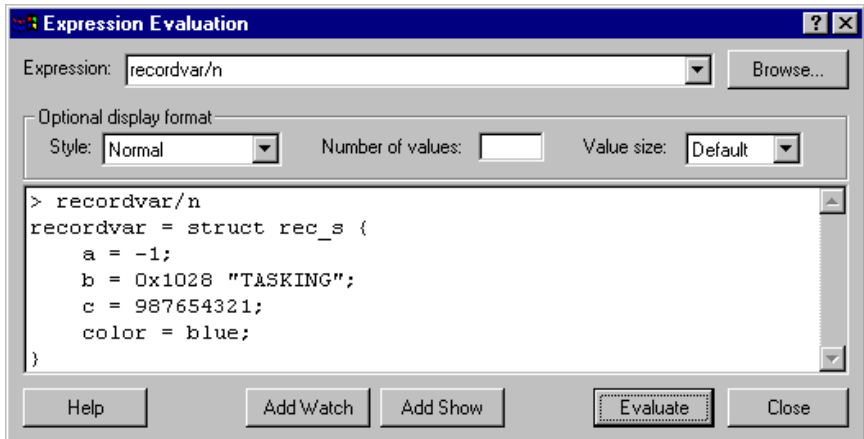 Expression Evaluation
Expression: recordvar/n Browse...
Optional display format
Style: Normal Number of values: Value size: Default
> recordvar/n
recordvar = struct rec_s {
    a = -1;
    b = 0x1028 "TASKING";
    c = 987654321;
    color = blue;
}
Help Add Watch Add Show Evaluate Close